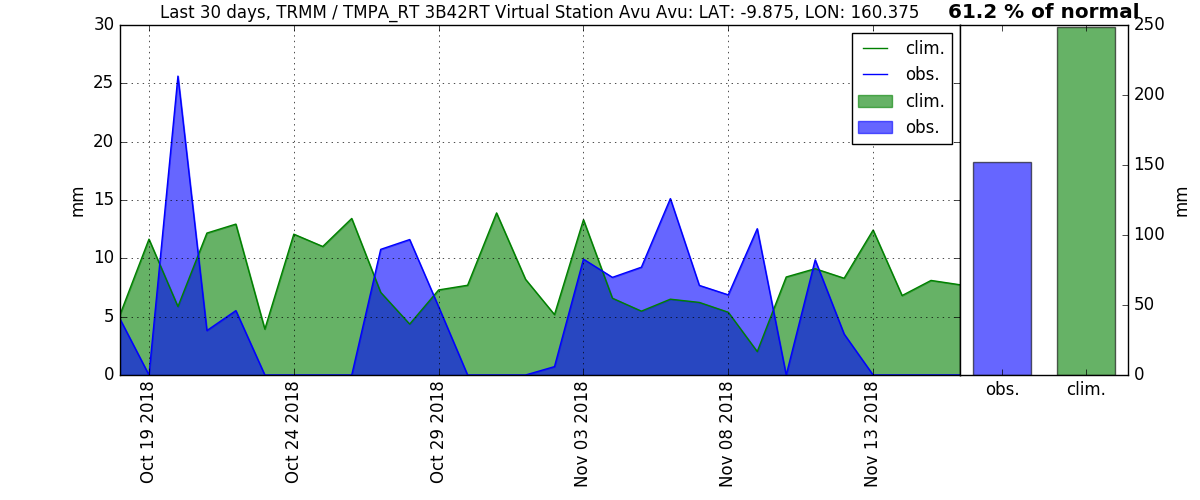 Last 30 days, TRMM / TMPA_RT 3B42RT Virtual Station Avu Avu: LAT: -9.875, LON: 160.375
61.2 % of normal
30
25
20
15
10
5
0
mm
clim.
obs.
clim.
obs.
Oct 19 2018
Oct 24 2018
Oct 29 2018
Nov 03 2018
Nov 08 2018
Nov 13 2018
250
200
150
100
50
0
mm
obs.
clim.